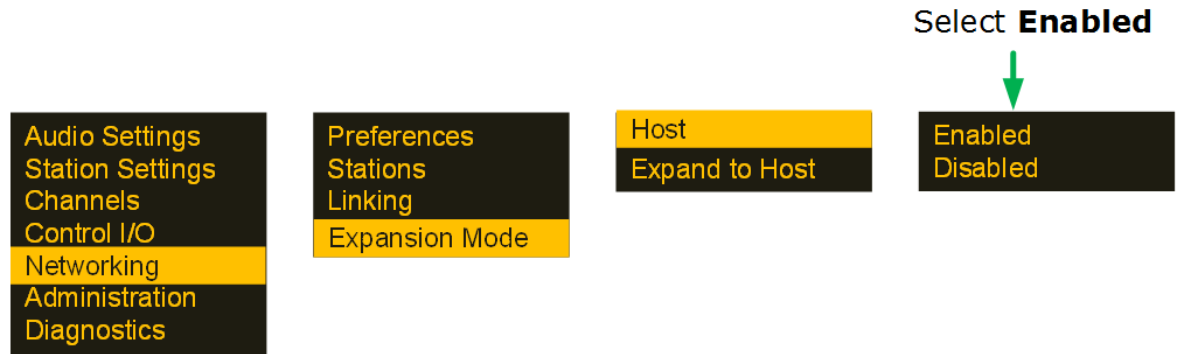 Select Enabled
Audio Settings
Station Settings
Channels
Control I/O
Networking
Administration
Diagnostics
Preferences
Stations
Linking
Expansion Mode
Host
Expand to Host
Enabled
Disabled